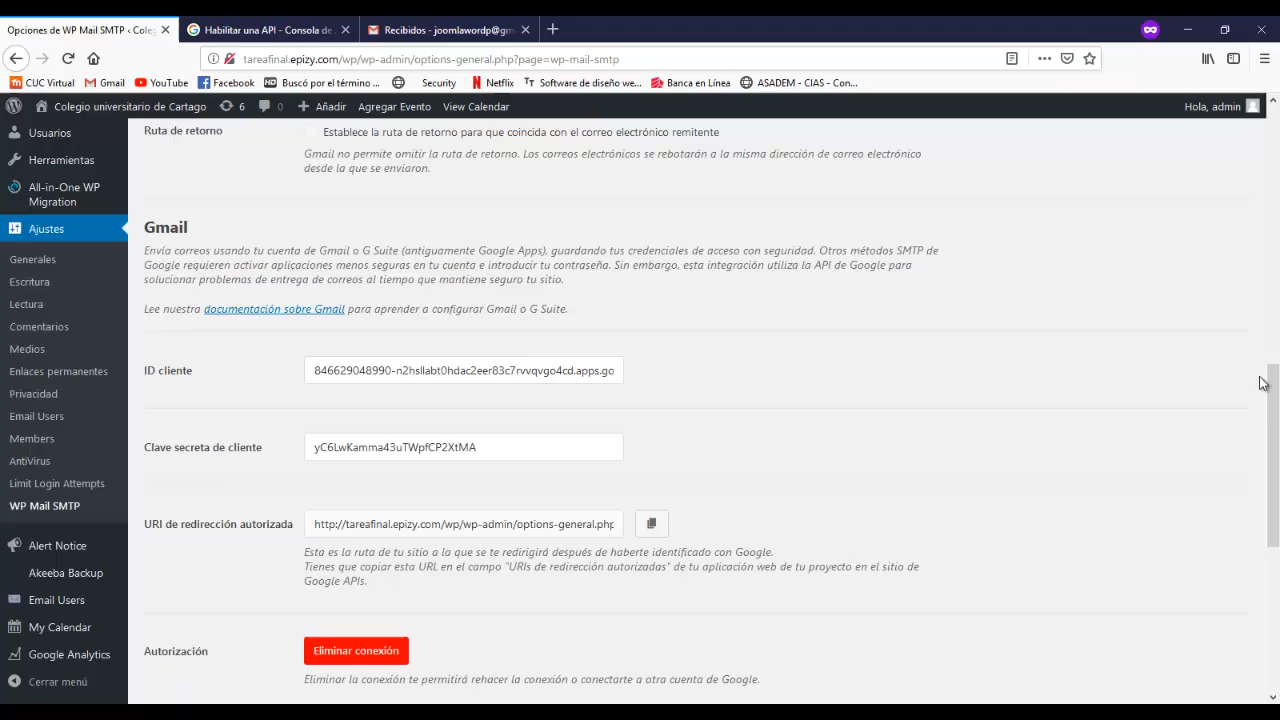 Opciones de WP Mail SMTP ‹ Coleg
Habilitar una API - Consola de
Recibidos - joomlawordp@gm
tareafinal.epizy.com/wp/wp-admin/options-general.php?page=wp-mail-smtp
CUC Virtual
Gmail
YouTube
Facebook
Buscó por el término ...
Security
Netflix
Software de diseño we...
Banca en Línea
ASADEM - CIAS - Con...
Colegio universitario de Cartago
6
0
Añadir
Agregar Evento
View Calendar
Hola, admin
Usuarios
Herramientas
All-in-One WP
Migration
Ajustes
Generales
Escritura
Lectura
Comentarios
Medios
Enlaces permanentes
Privacidad
Email Users
Members
AntiVirus
Limit Login Attempts
WP Mail SMTP
Alert Notice
Akeeba Backup
Email Users
My Calendar
Google Analytics
Cerrar menú
Ruta de retorno
Establece la ruta de retorno para que coincida con el correo electrónico remitente
Gmail no permite omitir la ruta de retorno. Los correos electrónicos se rebotarán a la misma dirección de correo electrónico
desde la que se enviaron.
Gmail
Envía correos usando tu cuenta de Gmail o G Suite (antiguamente Google Apps), guardando tus credenciales de acceso con seguridad. Otros métodos SMTP de
Google requieren activar aplicaciones menos seguras en tu cuenta e introducir tu contraseña. Sin embargo, esta integración utiliza la API de Google para
solucionar problemas de entrega de correos al tiempo que mantiene seguro tu sitio.
Lee nuestra documentación sobre Gmail para aprender a configurar Gmail o G Suite.
ID cliente
846629048990-n2hsllabt0hdac2eer83c7rvvqvgo4cd.apps.go
Clave secreta de cliente
yC6LwKamma43uTWpfCP2XtMA
URI de redirección autorizada
http://tareafinal.epizy.com/wp/wp-admin/options-general.php
Esta es la ruta de tu sitio a la que se te redirigirá después de haberte identificado con Google.
Tienes que copiar esta URL en el campo "URIs de redirección autorizadas" de tu aplicación web de tu proyecto en el sitio de
Google APIs.
Autorización
Eliminar conexión
Eliminar la conexión te permitirá rehacer la conexión o conectarte a otra cuenta de Google.